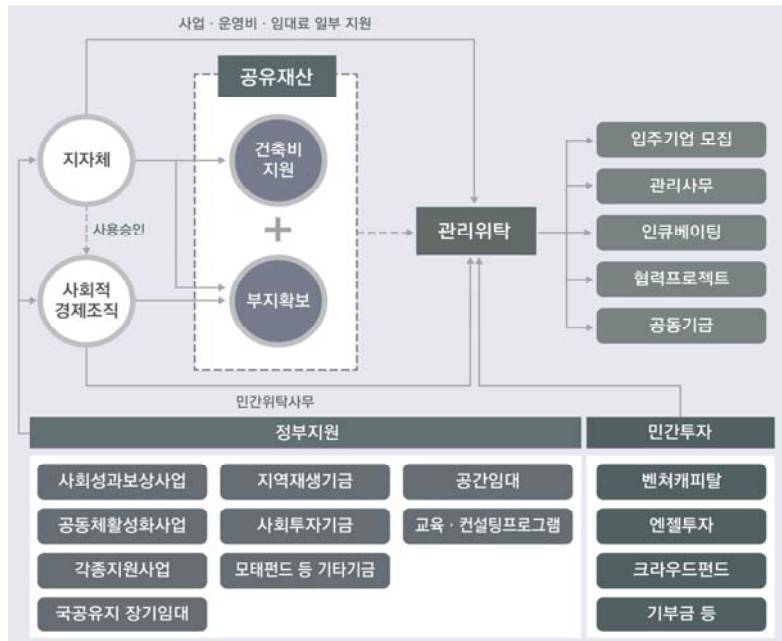 사업 · 운영비 · 임대료 일부 지원
공유재산
지자체
건축비
지원
사용승인
+
관리위탁
사회적
경제조직
부지확보
민간위탁사무
입주기업 모집
관리사무
인큐베이팅
협력프로젝트
공동기금
정부지원
민간투자
사회성과보상사업
지역재생기금
공간임대
벤쳐캐피탈
공동체활성화사업
사회투자기금
교육 · 컨설팅프로그램
엔젤투자
각종지원사업
모태펀드 등 기타기금
크라우드펀드
국공유지 장기임대
기부금 등